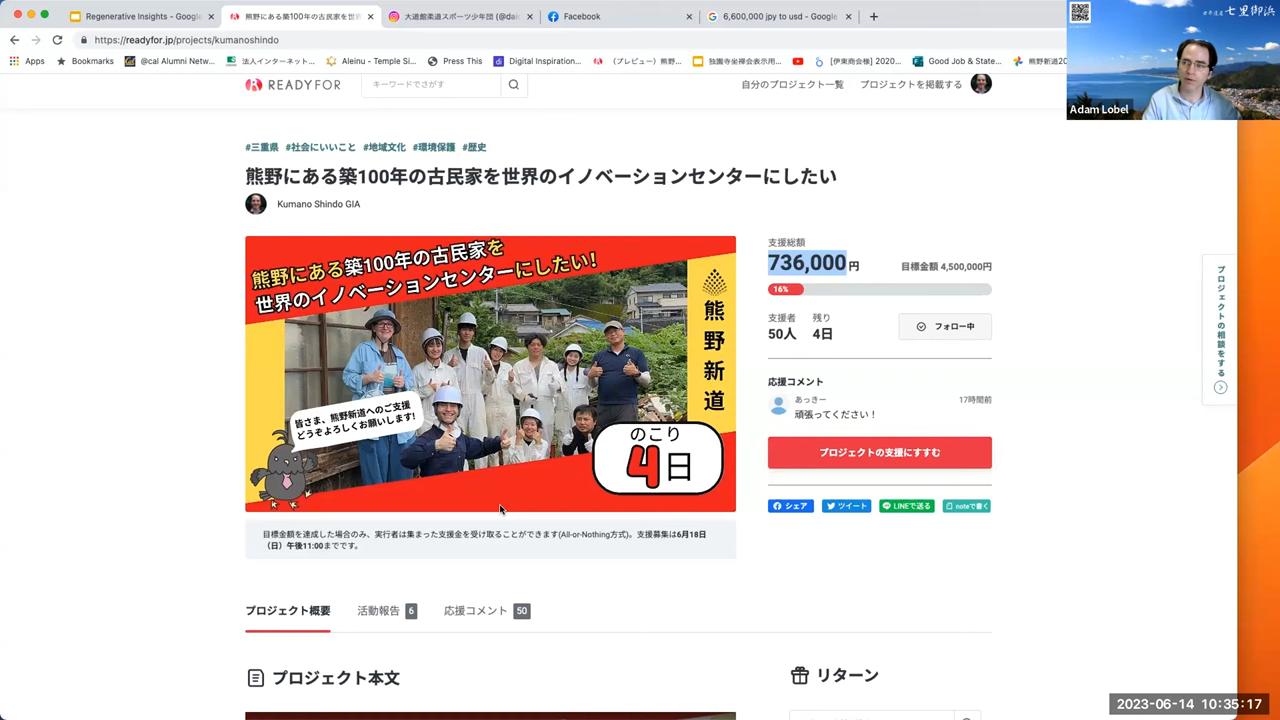 Regenerative Insights - Google
熊野にある築100年の古民家を世界
大道館柔道スポーツ少年団 (@dai
Facebook
6,600,000 jpy to usd - Google
https://readyfor.jp/projects/kumanoshindo
Apps
Bookmarks
@cal Alumni Netw...
法人インターネット...
Aleinu - Temple Si...
Press This
Digital Inspiration...
（プレビュー）熊野...
独園寺坐禅会表示用...
[伊東商会様] 2020...
Good Job & State...
熊野新道20
世界遺産 七里御浜
Adam Lobel
READYFOR
キーワードでさがす
自分のプロジェクト一覧
プロジェクトを掲載する
#三重県 #社会にいいこと #地域文化 #環境保護 #歴史
熊野にある築100年の古民家を世界のイノベーションセンターにしたい
Kumano Shindo GIA
熊野にある築100年の古民家を
世界のイノベーションセンターにしたい!
熊野新道
皆さま、熊野新道へのご支援
どうぞよろしくお願いします!
のこり
4日
支援総額
736,000円
目標金額 4,500,000円
16%
支援者
残り
50人
4日
フォロー中
応援コメント
あっきー
17時間前
頑張ってください！
プロジェクトの支援にすすむ
シェア
ツイート
LINEで送る
noteで書く
プロジェクトの相談をする
目標金額を達成した場合のみ、実行者は集まった支援金を受け取ることができます(All-or-Nothing方式)。支援募集は6月18日
（日）午後11:00までです。
プロジェクト概要
活動報告 6
応援コメント 50
プロジェクト本文
リターン
2023-06-14 10:35:17